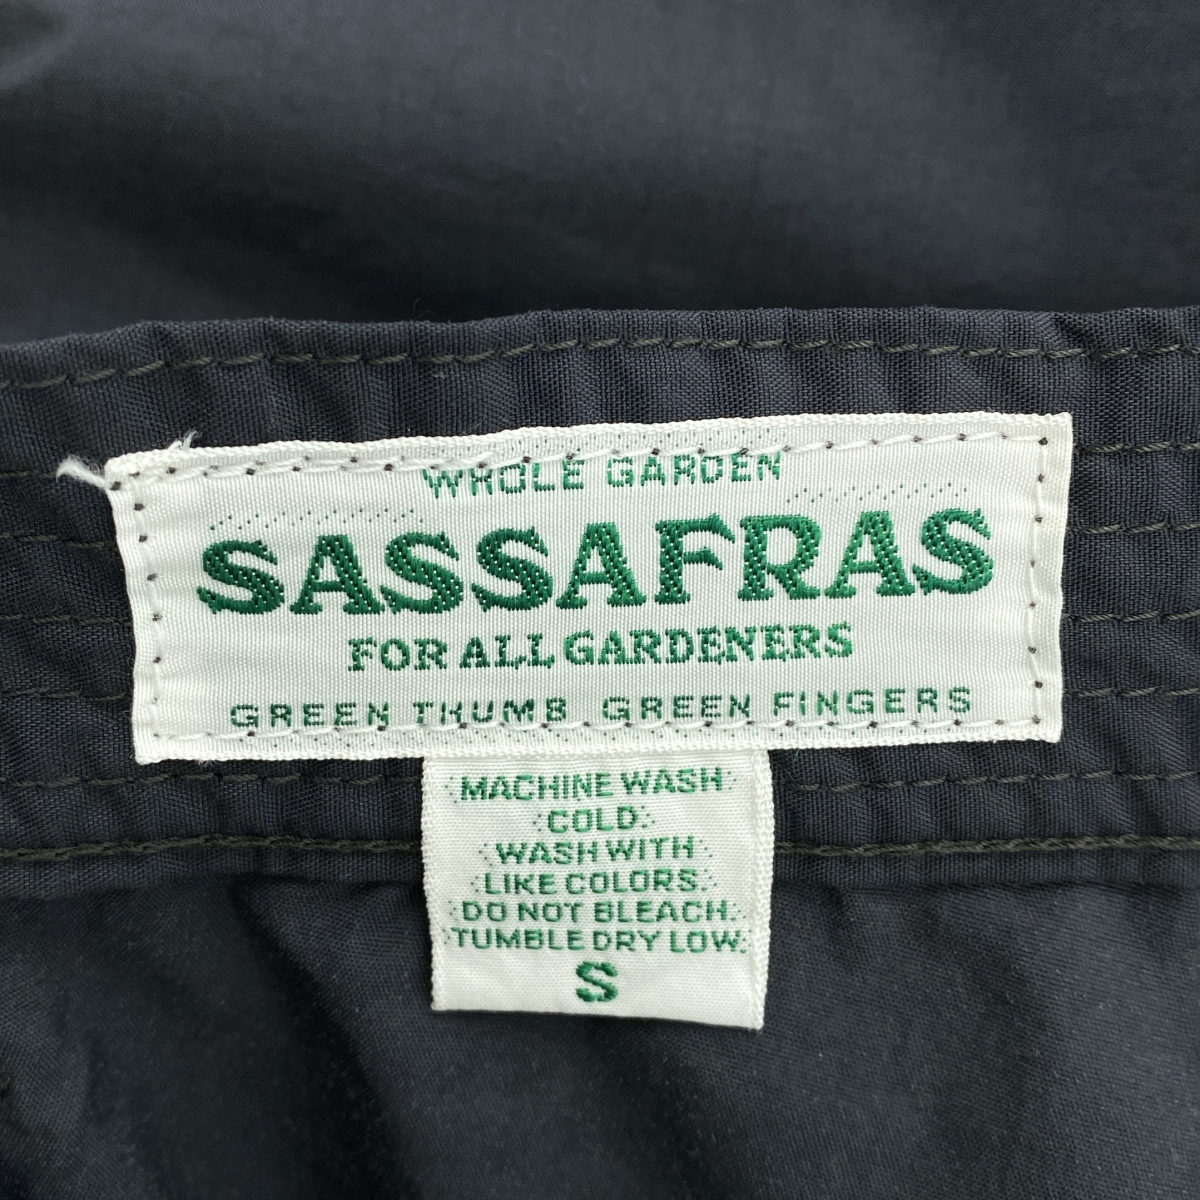 WHOLE GARDEN
SASSAFRAS
FOR ALL GARDENERS
GREEN THUMB GREEN FINGERS
MACHINE WASH
COLD.
WASH WITH
LIKE COLORS.
DO NOT BLEACH.
TUMBLE DRY LOW.
S